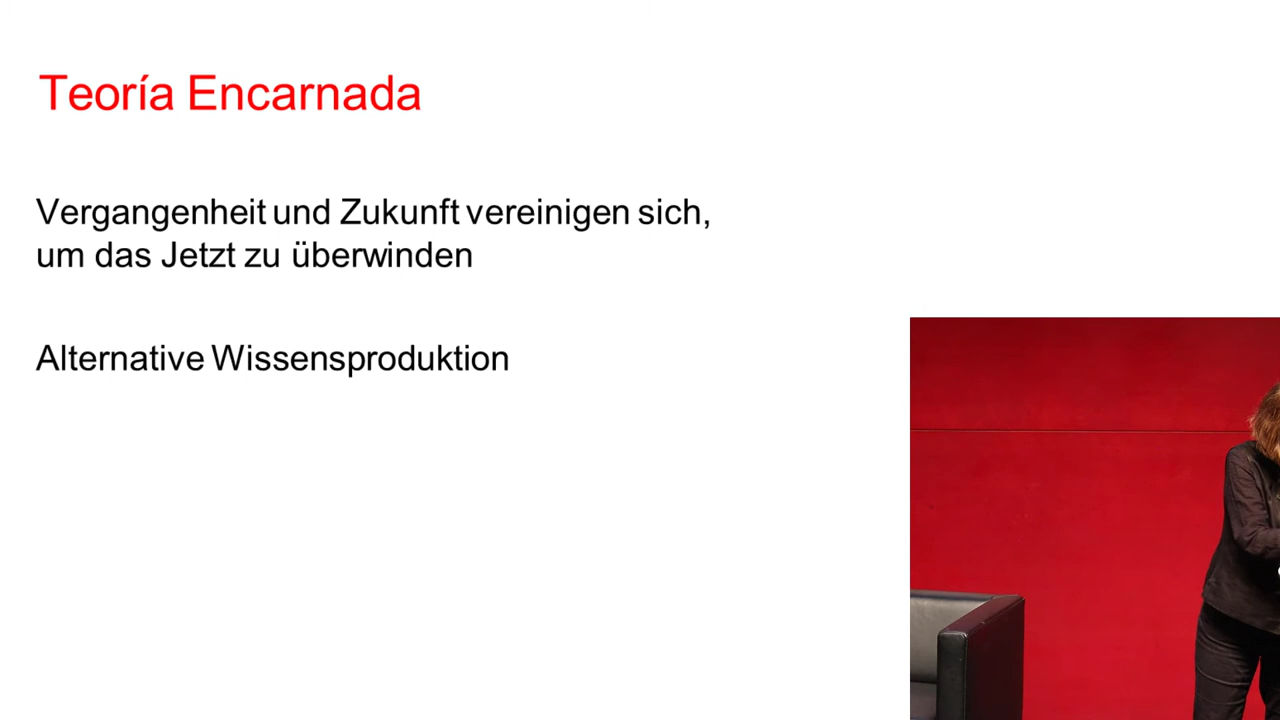 Teoría Encarnada
Vergangenheit und Zukunft vereinigen sich,
um das Jetzt zu überwinden
Alternative Wissensproduktion